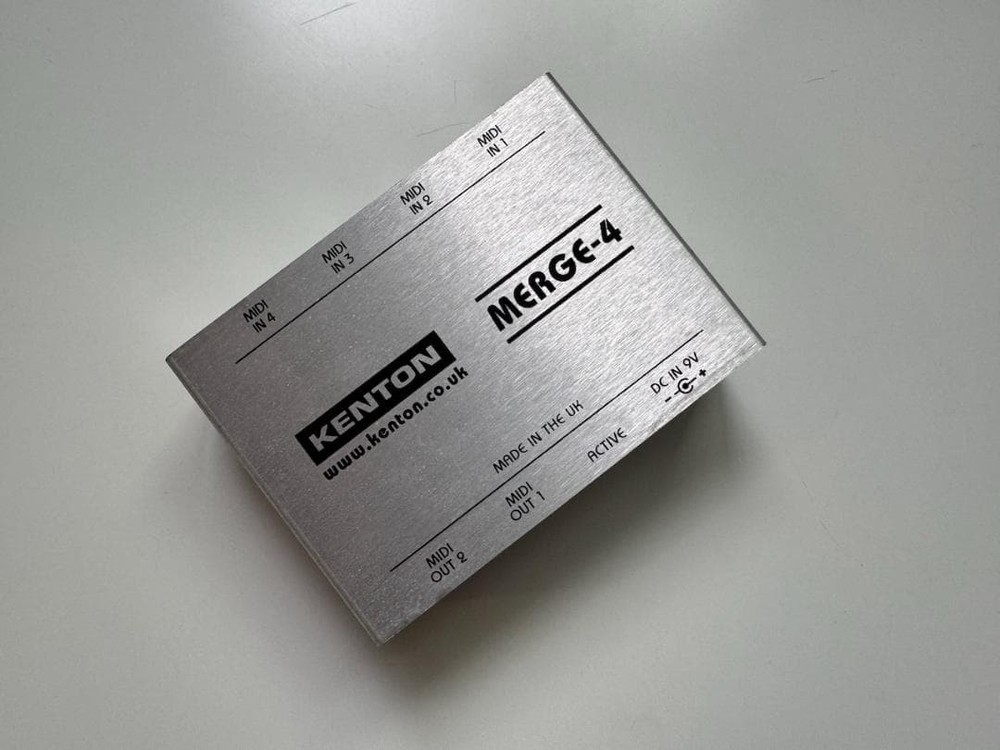 MIDI
IN 4
MIDI
IN 3
MIDI
IN 2
MIDI
IN 1
MERGE-4
KENTON
www.kenton.co.uk
MADE IN THE UK
MIDI
OUT 2
MIDI
OUT 1
ACTIVE
DC IN 9V
- +